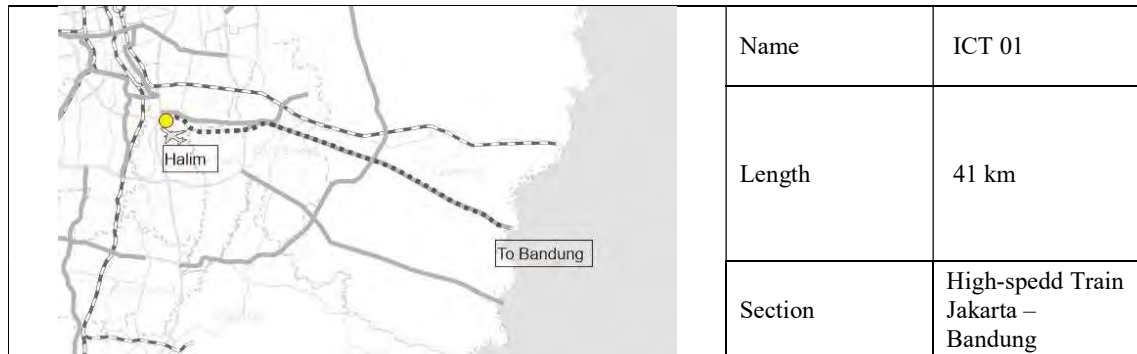 Halim
To Bandung
Name
ICT 01
Length
41 km
Section
High-spedd Train
Jakarta –
Bandung